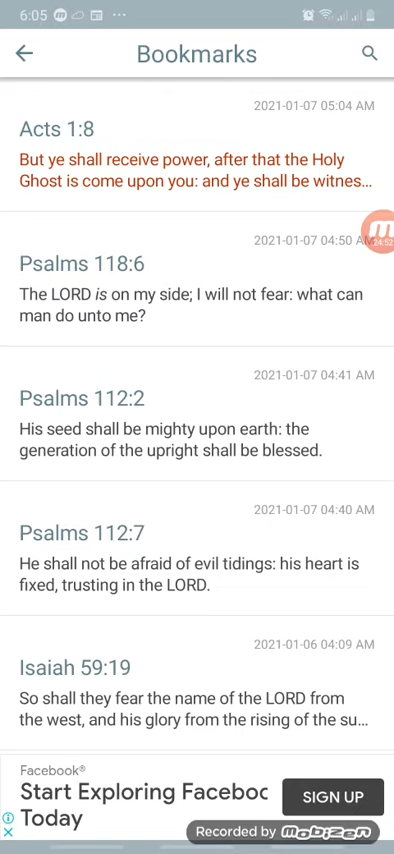 6:05
Bookmarks
2021-01-07 05:04 AM
Acts 1:8
But ye shall receive power, after that the Holy
Ghost is come upon you: and ye shall be witnes...
2021-01-07 04:50 AM
24:52
Psalms 118:6
The LORD is on my side; I will not fear: what can
man do unto me?
2021-01-07 04:41 AM
Psalms 112:2
His seed shall be mighty upon earth: the
generation of the upright shall be blessed.
2021-01-07 04:40 AM
Psalms 112:7
He shall not be afraid of evil tidings: his heart is
fixed, trusting in the LORD.
2021-01-06 04:09 AM
Isaiah 59:19
So shall they fear the name of the LORD from
the west, and his glory from the rising of the su...
Facebook®
Start Exploring Faceboo
Today
SIGN UP
Recorded by mobizen